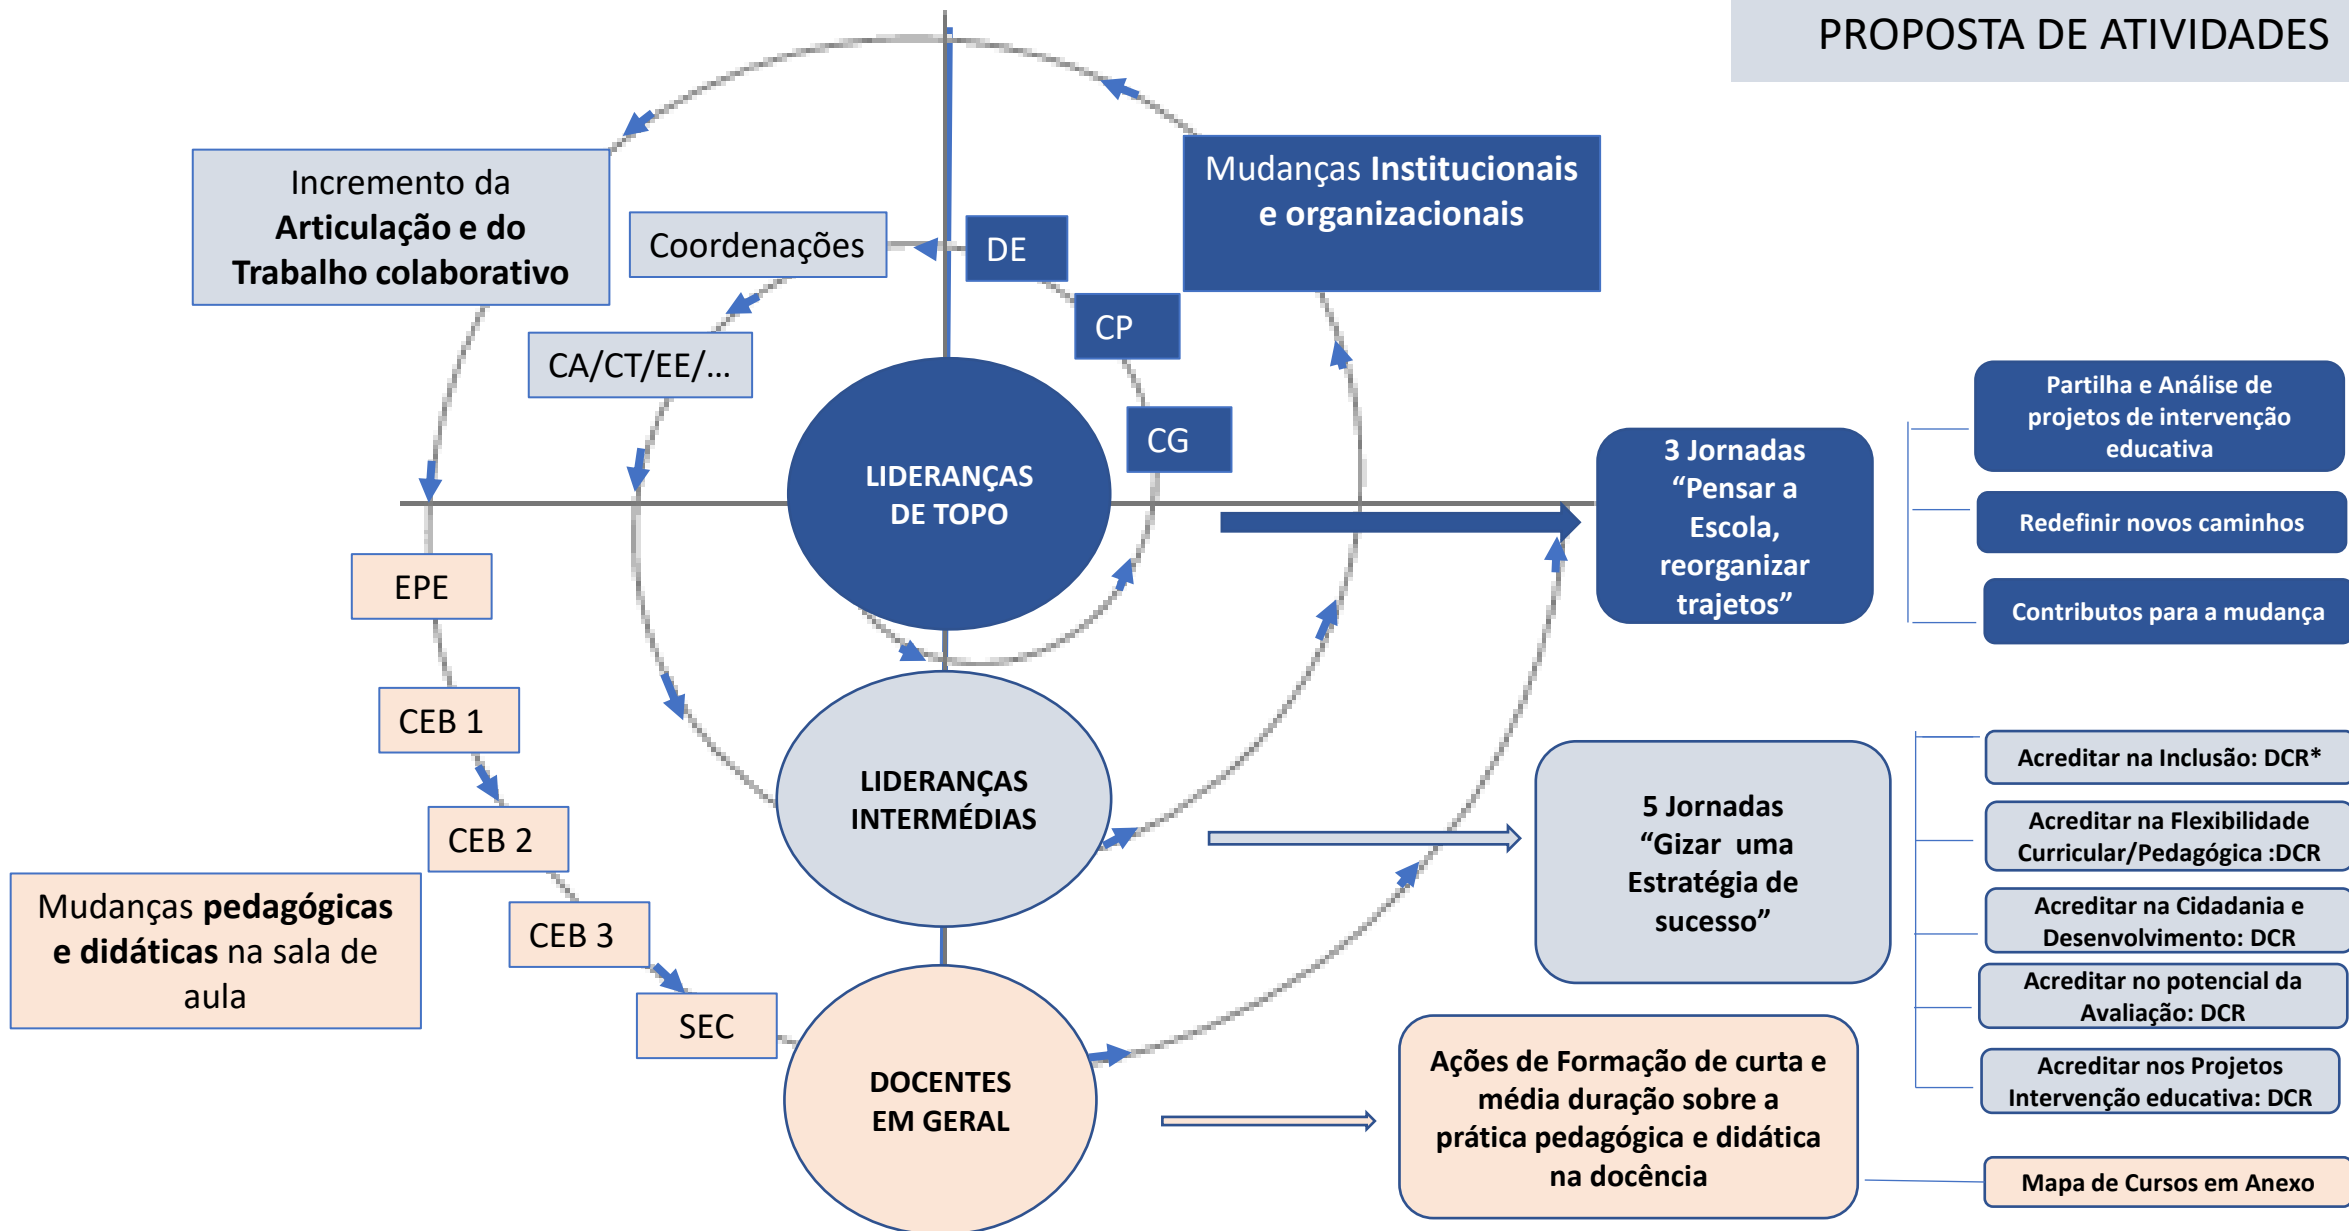 PROPOSTA DE ATIVIDADES
Incremento da
Articulação e do
Trabalho colaborativo
Mudanças Institucionais
e organizacionais
Coordenações
DE
CP
CA/CT/EE/...
CG
LIDERANÇAS
DE TOPO
3 Jornadas
“Pensar a
Escola,
reorganizar
trajetos”
Partilha e Análise de
projetos de intervenção
educativa
Redefinir novos caminhos
Contributos para a mudança
EPE
CEB 1
CEB 2
CEB 3
SEC
Mudanças pedagógicas
e didáticas na sala de
aula
LIDERANÇAS
INTERMÉDIAS
5 Jornadas
“Gizar uma
Estratégia de
sucesso”
Acreditar na Inclusão: DCR*
Acreditar na Flexibilidade
Curricular/Pedagógica :DCR
Acreditar na Cidadania e
Desenvolvimento: DCR
Acreditar no potencial da
Avaliação: DCR
Acreditar nos Projetos
Intervenção educativa: DCR
DOCENTES
EM GERAL
Ações de Formação de curta e
média duração sobre a
prática pedagógica e didática
na docência
Mapa de Cursos em Anexo